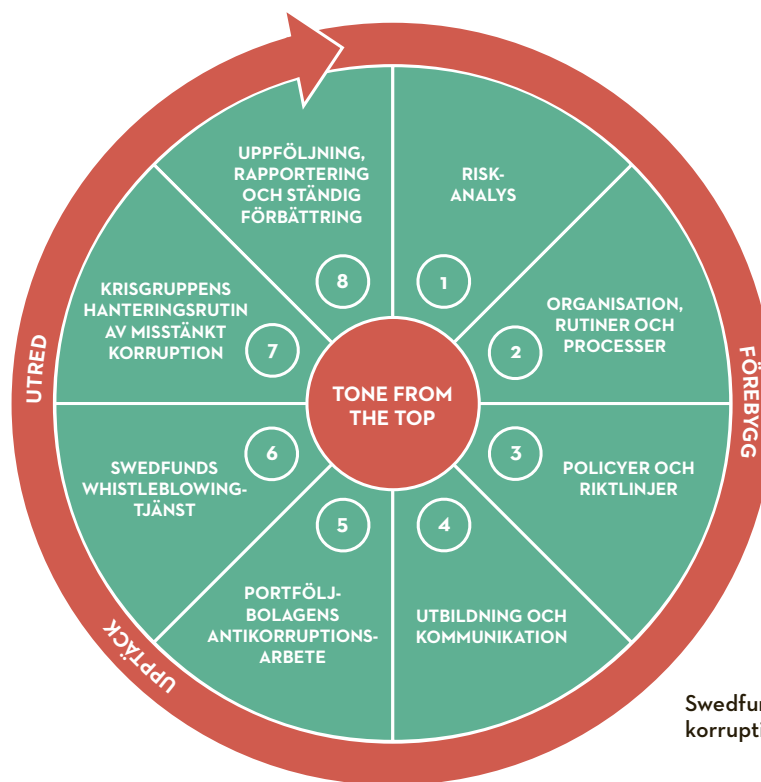 RISK-
ANALYS
1
ORGANISATION,
RUTINER OCH
PROCESSER
2
POLICYER OCH
RIKTLINJER
3
UTBILDNING OCH
KOMMUNIKATION
4
PORTFÖLJ-
BOLAGENS
ANTIKORRUPTIONS-
ARBETE
5
SWEDFUNDS
WHISTLEBLOWING-
TJÄNST
6
KRISGRUPPENS
HANTERINGSRUTIN
AV MISSTÄNKT
KORRUPTION
7
UPPFÖLJNING,
RAPPORTERING
OCH STÄNDIG
FÖRBÄTTRING
8
TONE FROM
THE TOP
FÖREBYGG
UPPTÄCK
UTRED